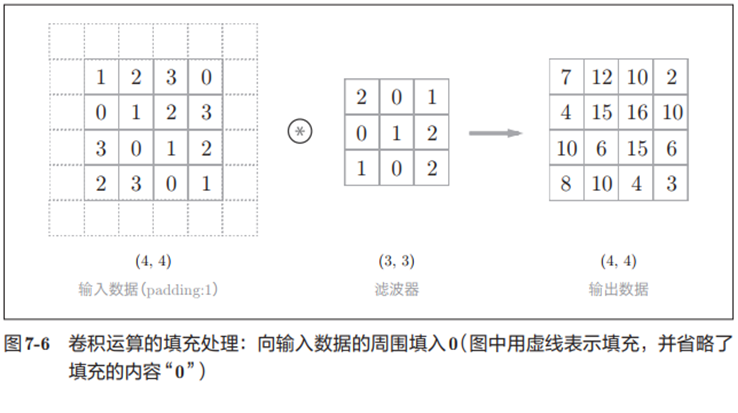 1 2 3 0
0 1 2 3
3 0 1 2
2 3 0 1
(4, 4)
输入数据(padding:1)
*
2 0 1
0 1 2
1 0 2
(3, 3)
滤波器
7 12 10 2
4 15 16 10
10 6 15 6
8 10 4 3
(4, 4)
输出数据
图7-6 卷积运算的填充处理：向输入数据的周围填入0(图中用虚线表示填充，并省略了
填充的内容“0”)